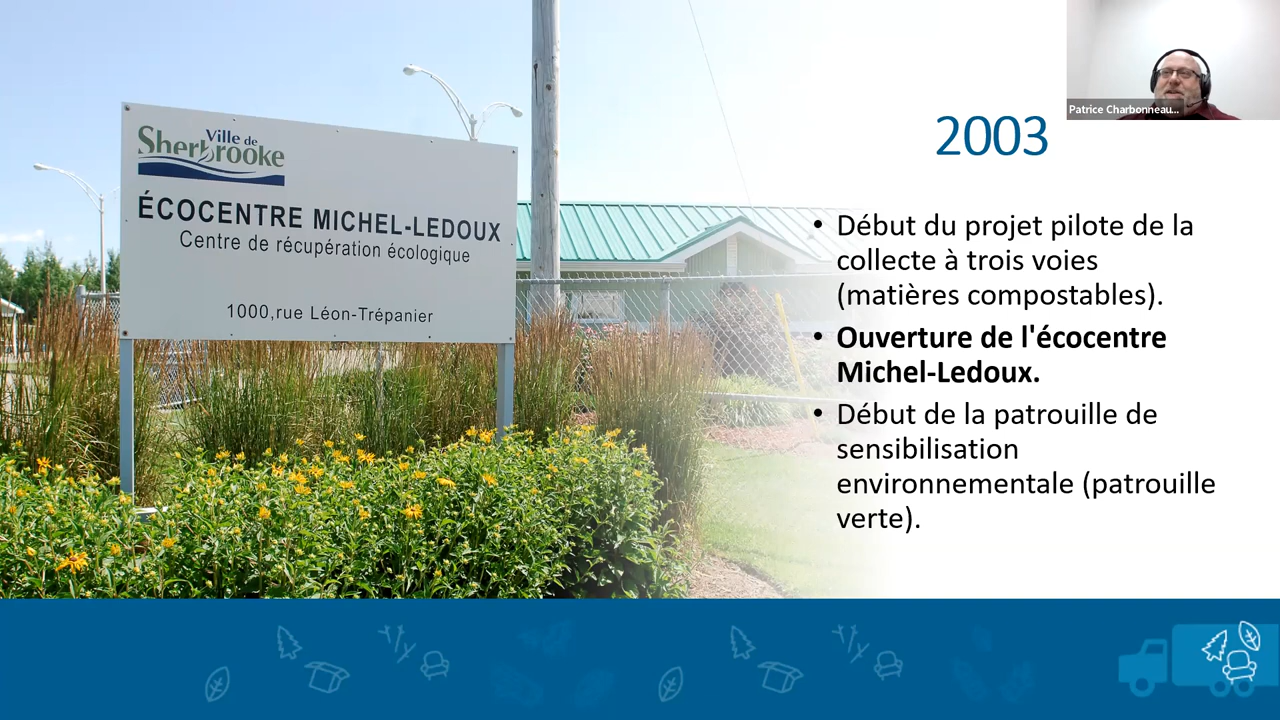 Ville de
Sherbrooke
ÉCOCENTRE MICHEL-LEDOUX
Centre de récupération écologique
1000,rue Léon-Trépanier
Patrice Charbonneau...
2003
• Début du projet pilote de la
collecte à trois voies
(matières compostables).
• Ouverture de l'écocentre
Michel-Ledoux.
• Début de la patrouille de
sensibilisation
environnementale (patrouille
verte).